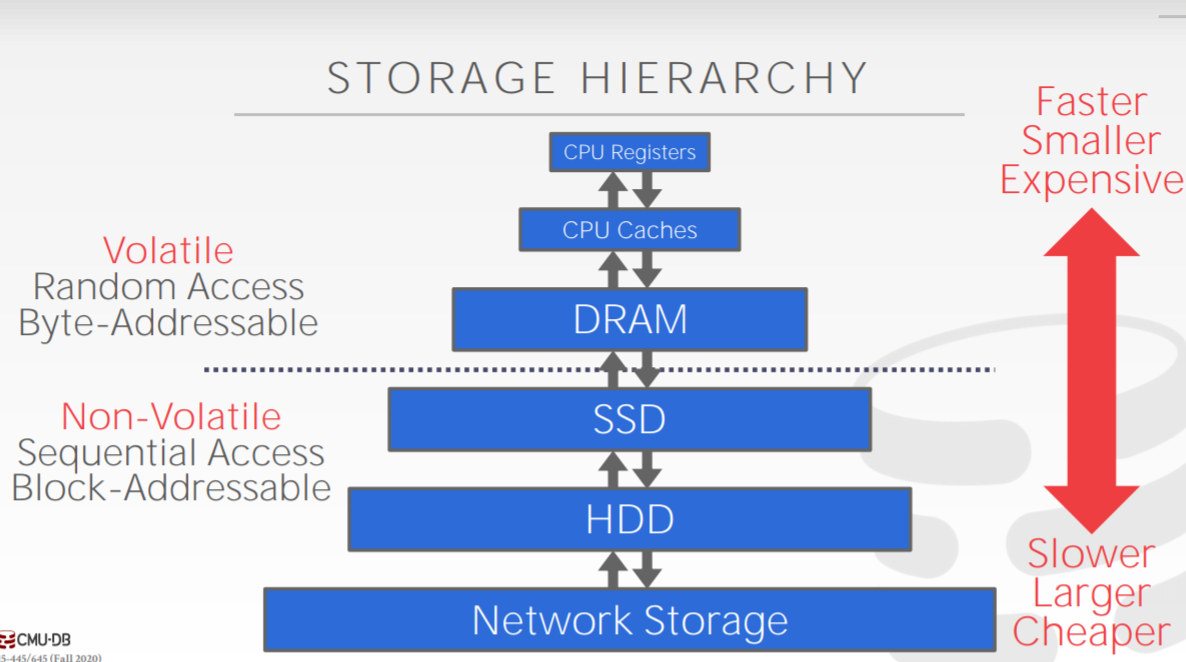 STORAGE HIERARCHY
Faster
Smaller
Expensive
CPU Registers
CPU Caches
Volatile
Random Access
Byte-Addressable
DRAM
Non-Volatile
Sequential Access
Block-Addressable
SSD
HDD
Slower
Larger
Cheaper
Network Storage
CMU-DB
5-445/645 (Fall 2020)